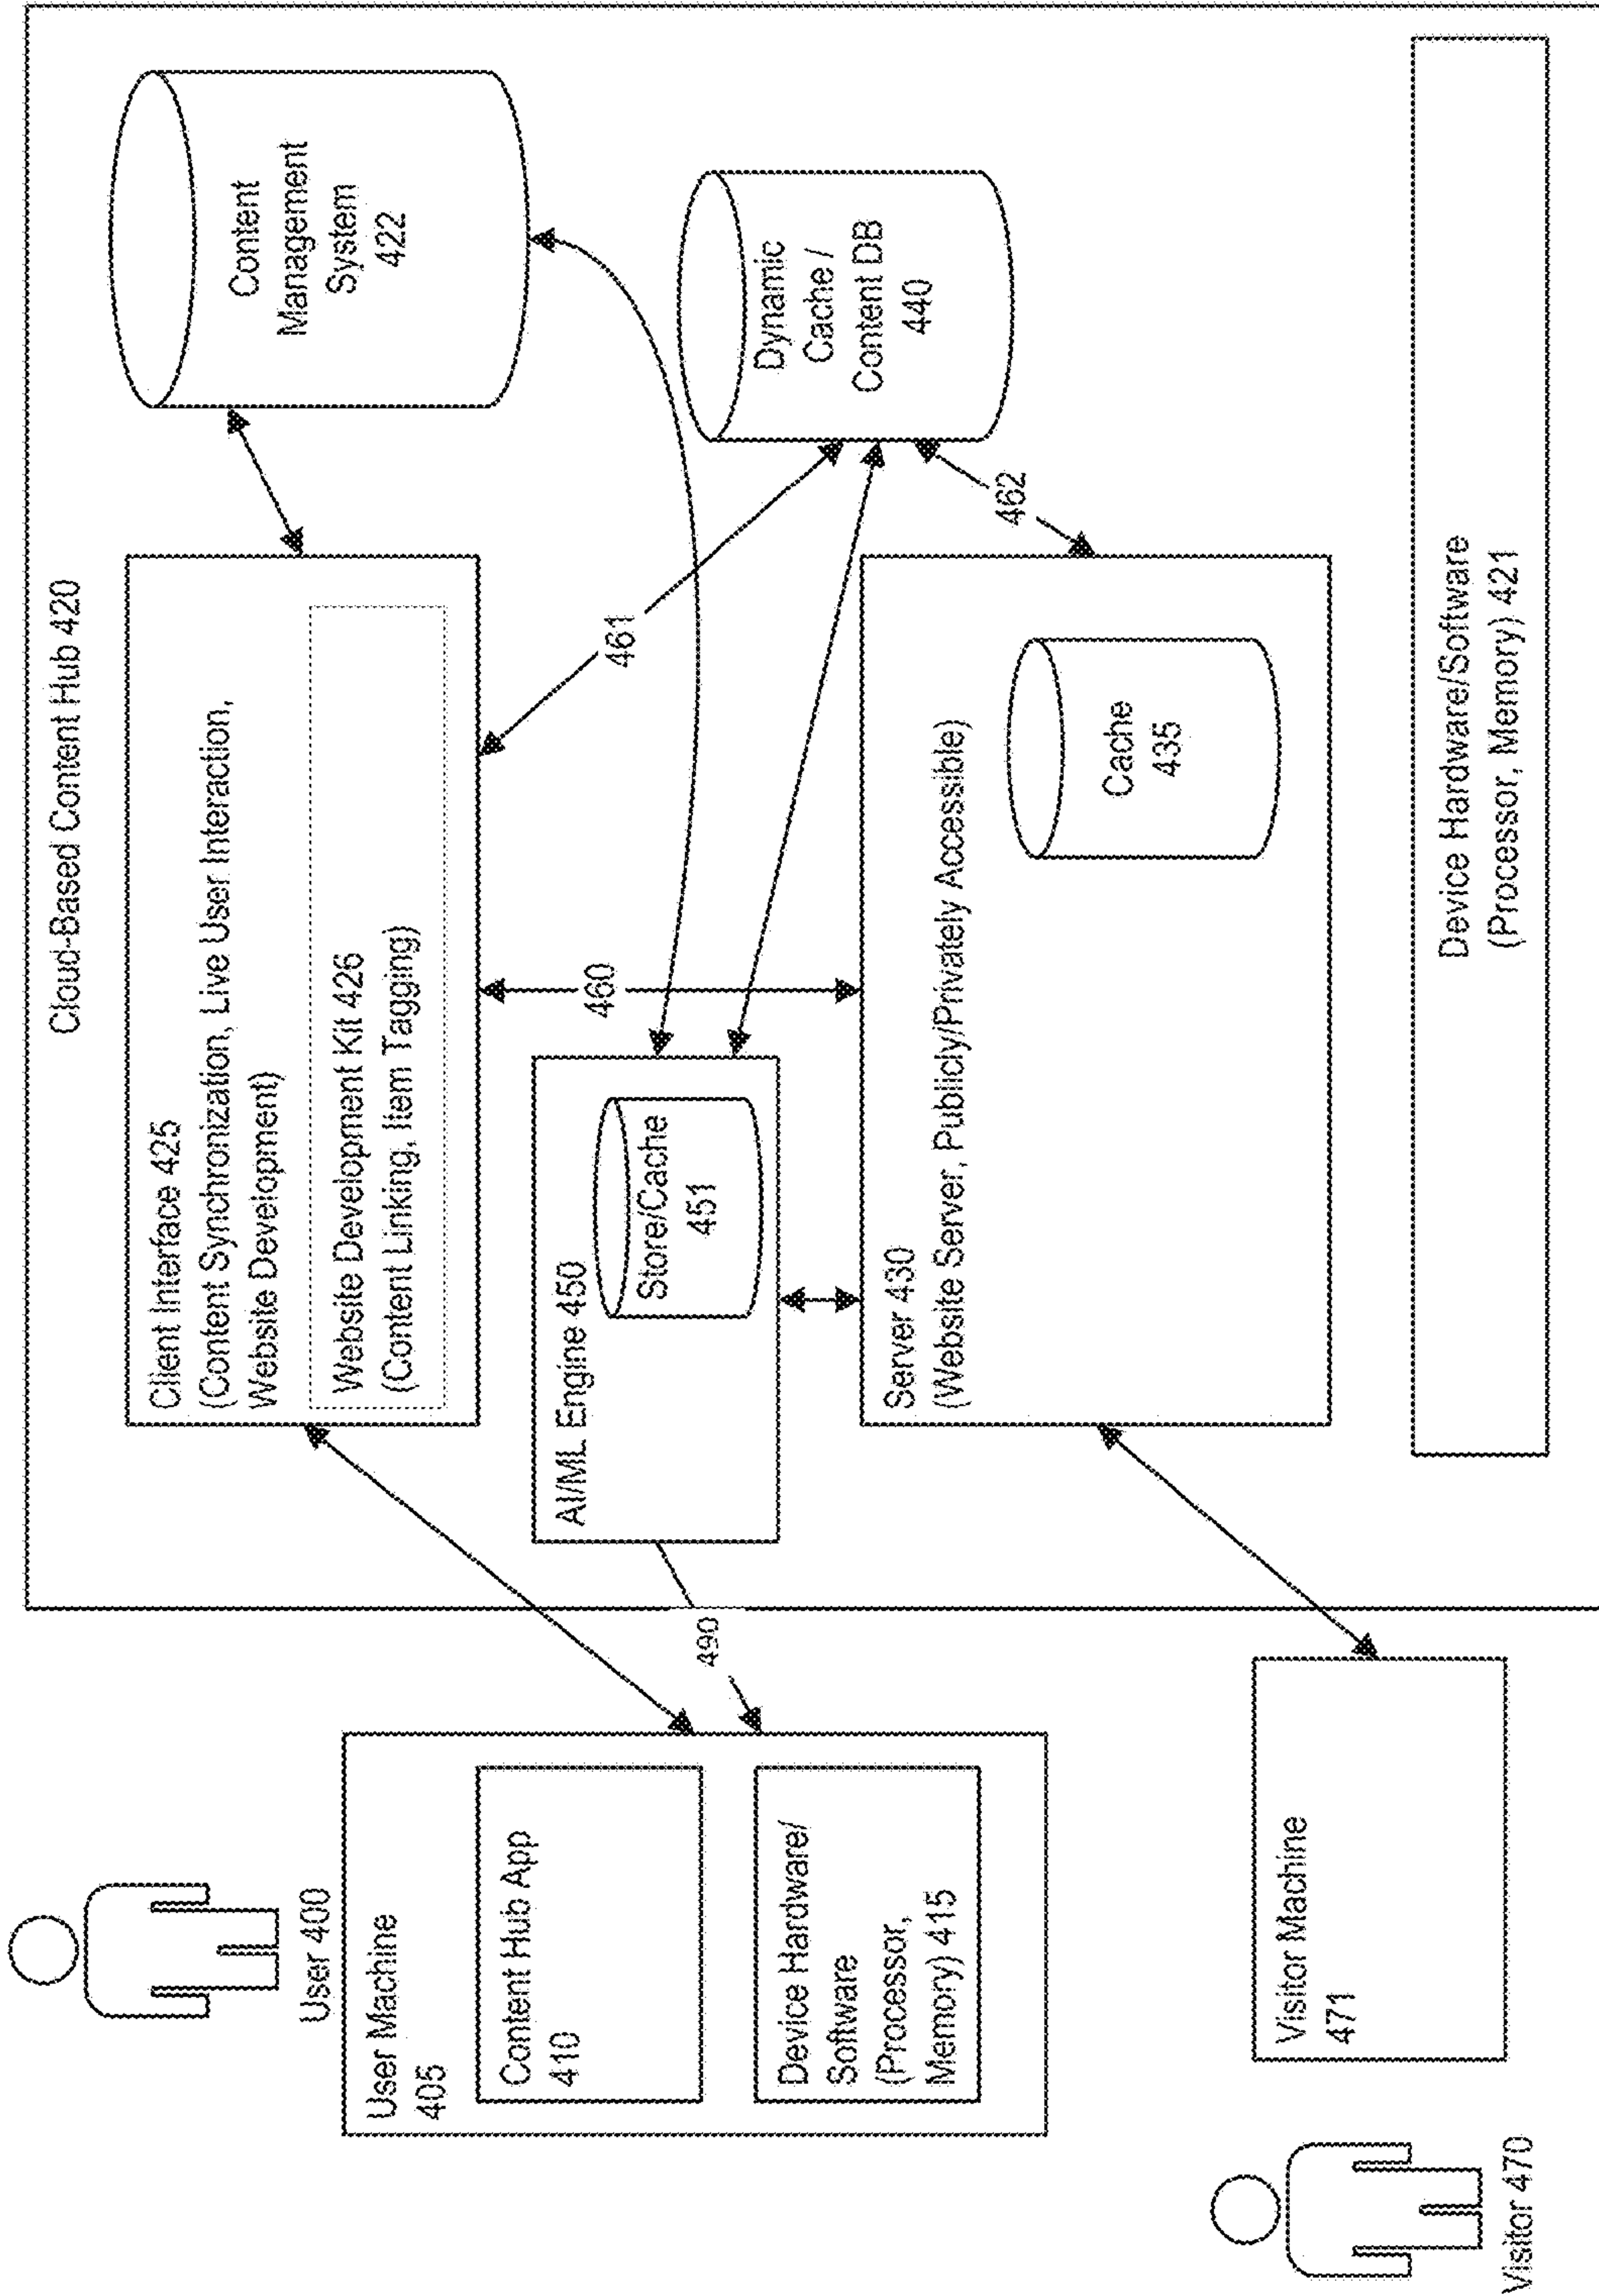 Cloud-Based Content Hub 420
User 400
User Machine
405
Content Hub App
410
Device Hardware/
Software
(Processor,
Memory) 415
490
Client Interface 425
(Content Synchronization, Live User Interaction,
Website Development)
Website Development Kit 426
(Content Linking, Item Tagging)
Content
Management
System
422
AI/ML Engine 450
Store/Cache
451
460
461
Dynamic
Cache /
Content DB
440
462
Server 430
(Website Server, Publicly/Privately Accessible)
Cache
435
Visitor 470
Visitor Machine
471
Device Hardware/Software
(Processor, Memory) 421